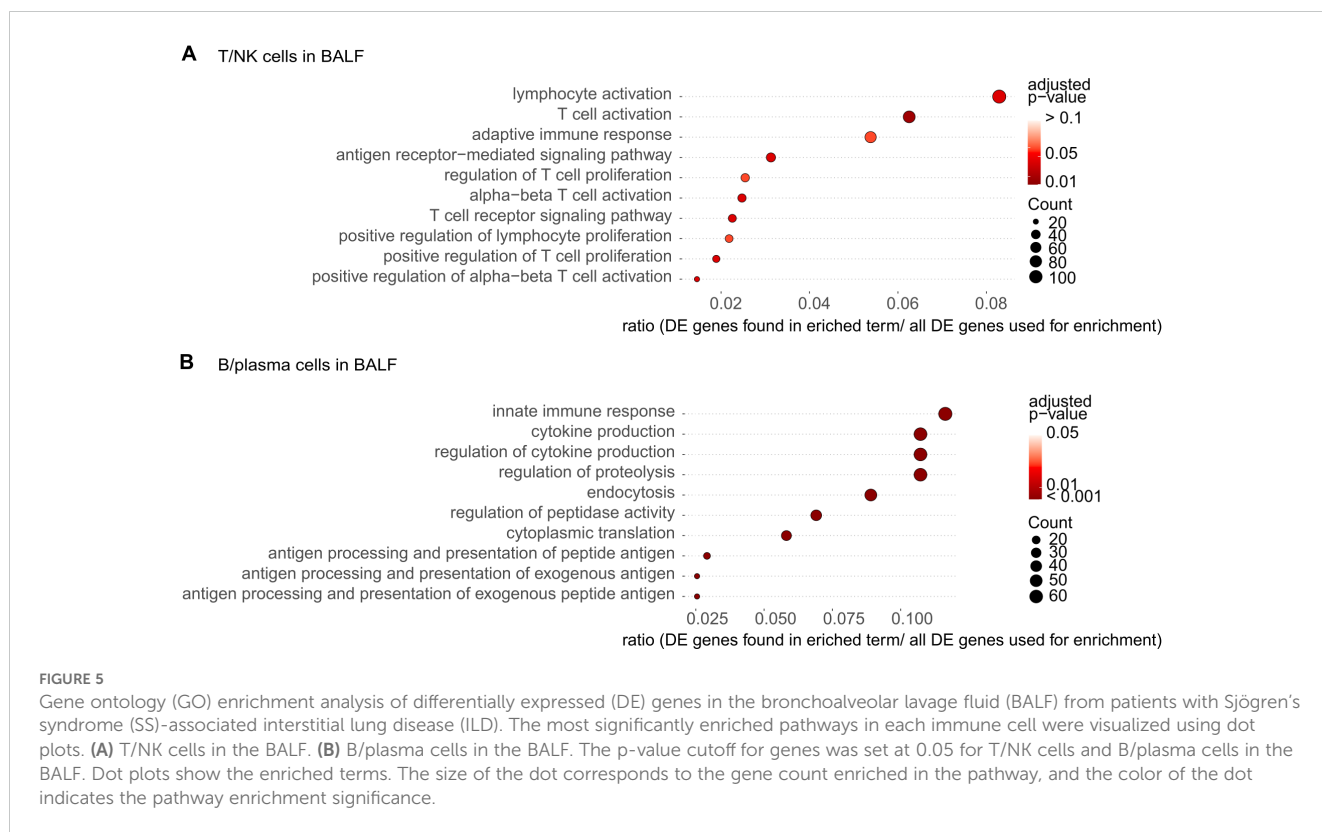 A T/NK cells in BALF
lymphocyte activation
T cell activation
adaptive immune response
antigen receptor−mediated signaling pathway
regulation of T cell proliferation
alpha−beta T cell activation
T cell receptor signaling pathway
positive regulation of lymphocyte proliferation
positive regulation of T cell proliferation
positive regulation of alpha−beta T cell activation
0.02 0.04 0.06 0.08
ratio (DE genes found in eriched term/ all DE genes used for enrichment)
adjusted
p−value
> 0.1
0.05
0.01
Count
20
40
60
80
100
B B/plasma cells in BALF
innate immune response
cytokine production
regulation of cytokine production
regulation of proteolysis
endocytosis
regulation of peptidase activity
cytoplasmic translation
antigen processing and presentation of peptide antigen
antigen processing and presentation of exogenous antigen
antigen processing and presentation of exogenous peptide antigen
0.025 0.050 0.075 0.100
ratio (DE genes found in eriched term/ all DE genes used for enrichment)
adjusted
p−value
0.05
0.01
< 0.001
Count
20
30
40
50
60
FIGURE 5
Gene ontology (GO) enrichment analysis of differentially expressed (DE) genes in the bronchoalveolar lavage fluid (BALF) from patients with Sjögren's
syndrome (SS)-associated interstitial lung disease (ILD). The most significantly enriched pathways in each immune cell were visualized using dot
plots. (A) T/NK cells in the BALF. (B) B/plasma cells in the BALF. The p-value cutoff for genes was set at 0.05 for T/NK cells and B/plasma cells in the
BALF. Dot plots show the enriched terms. The size of the dot corresponds to the gene count enriched in the pathway, and the color of the dot
indicates the pathway enrichment significance.